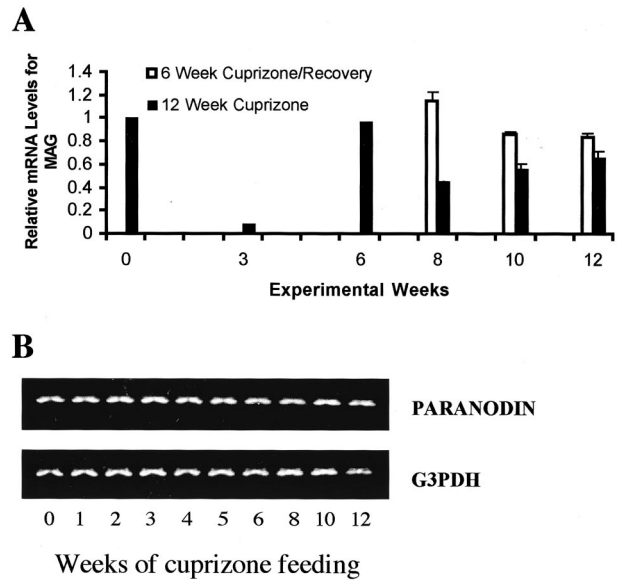 A
Relative mRNA Levels for
MAG
1.4
1.2
1
0.8
0.6
0.4
0.2
0
6 Week Cuprizone/Recovery
12 Week Cuprizone
0 3 6 8 10 12
Experimental Weeks
B
PARANODIN
G3PDH
0 1 2 3 4 5 6 8 10 12
Weeks of cuprizone feeding